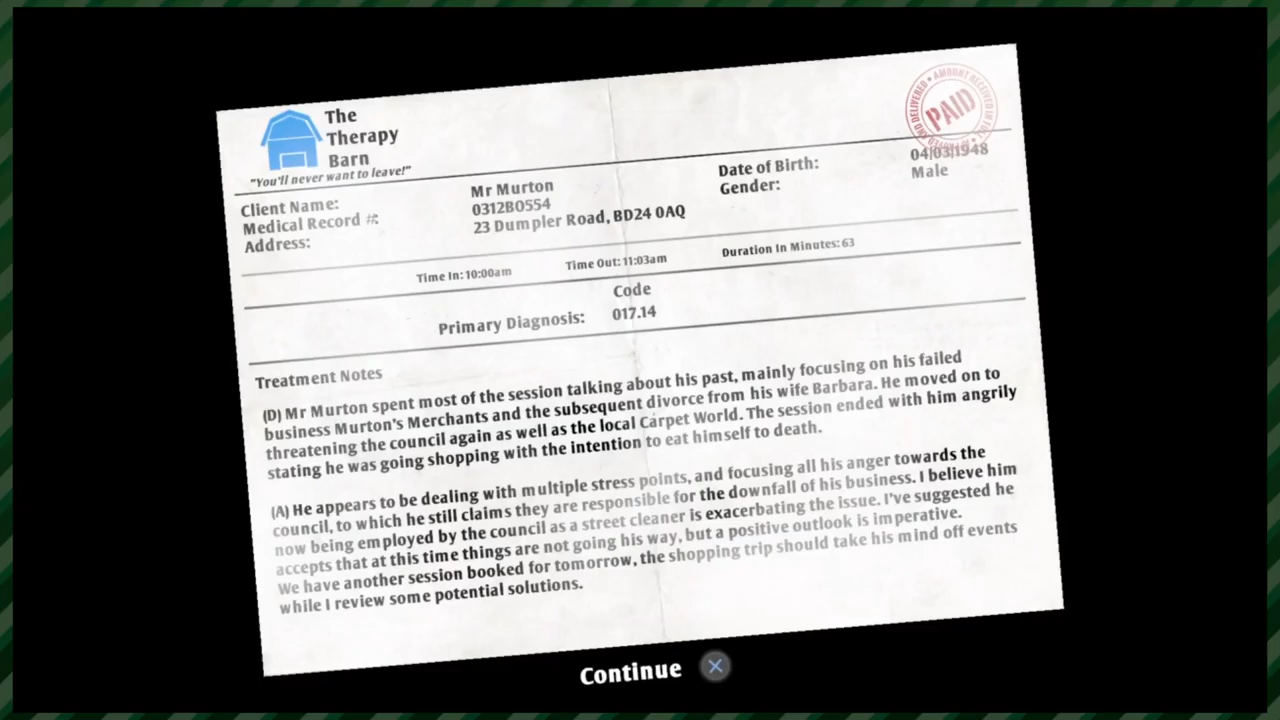 The
Therapy
Barn
"You'll never want to leave!"
PAID
AMOUNT RECEIVED IN FULL
AND DELIVERED
Client Name: Mr Murton Date of Birth: 04/03/1948
Medical Record #: 0312BO554 Gender: Male
Address: 23 Dumpler Road, BD24 0AQ
Time In: 10:00am Time Out: 11:03am Duration In Minutes: 63
Code
Primary Diagnosis: 017.14
Treatment Notes
(D) Mr Murton spent most of the session talking about his past, mainly focusing on his failed
business Murton's Merchants and the subsequent divorce from his wife Barbara. He moved on to
threatening the council again as well as the local Carpet World. The session ended with him angrily
stating he was going shopping with the intention to eat himself to death.
(A) He appears to be dealing with multiple stress points, and focusing all his anger towards the
council, to which he still claims they are responsible for the downfall of his business. I believe him
now being employed by the council as a street cleaner is exacerbating the issue. I've suggested he
accepts that at this time things are not going his way, but a positive outlook is imperative.
We have another session booked for tomorrow, the shopping trip should take his mind off events
while I review some potential solutions.
Continue